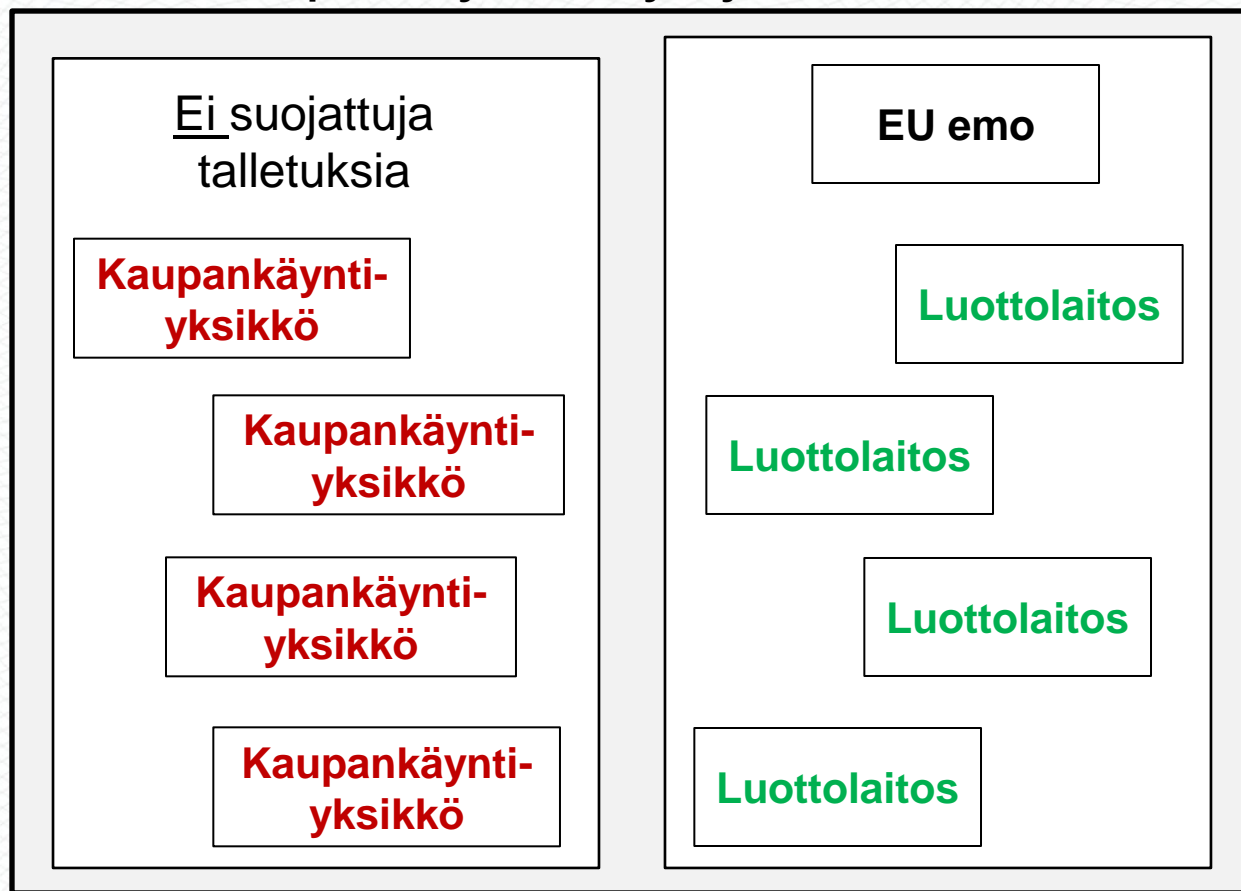 Ei suojattuja
talletuksia
Kaupankäynti-
yksikkö
Kaupankäynti-
yksikkö
Kaupankäynti-
yksikkö
Kaupankäynti-
yksikkö
EU emo
Luottolaitos
Luottolaitos
Luottolaitos
Luottolaitos